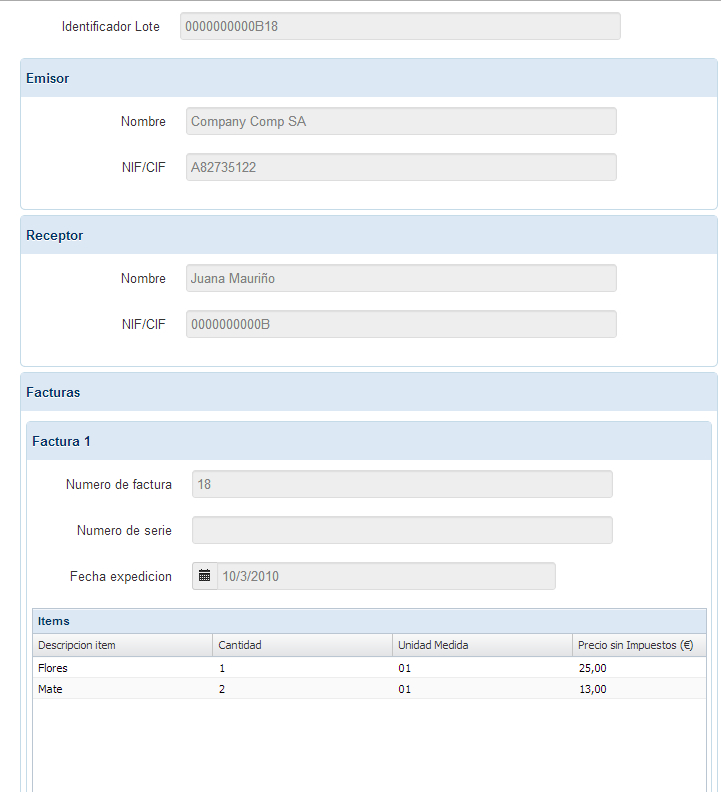 Identificador Lote 0000000000B18
Emisor
Nombre Company Comp SA
NIF/CIF A82735122
Receptor
Nombre Juana Mauriño
NIF/CIF 0000000000B
Facturas
Factura 1
Numero de factura 18
Numero de serie
Fecha expedicion 10/3/2010
Items
Descripcion item Cantidad Unidad Medida Precio sin Impuestos (€)
Flores 1 01 25,00
Mate 2 01 13,00